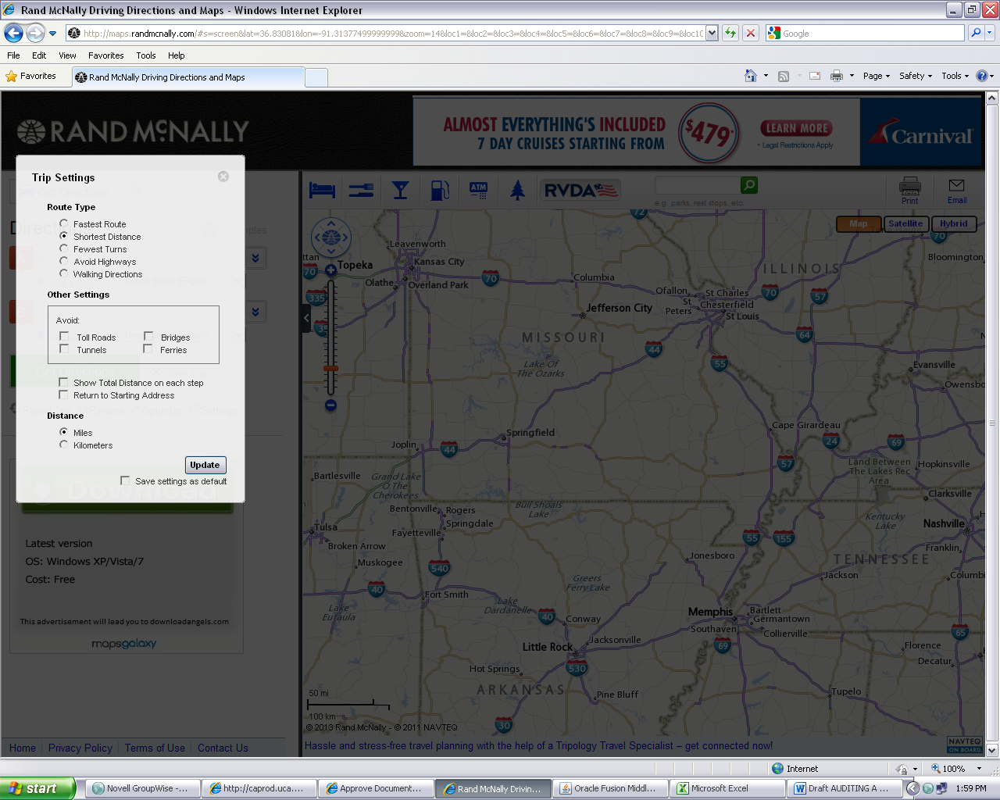 Rand McNally Driving Directions and Maps - Windows Internet Explorer
http://maps.randmcnally.com/#s=screen&lat=36.83081&lon=-91.31377499999999&zoom=14&loc1=&loc2=&loc3=&loc4=&loc5=&loc6=&loc7=&loc8=&loc9=&loc10
Google
File Edit View Favorites Tools Help
Favorites
Rand McNally Driving Directions and Maps
Page Safety Tools
RAND McNALLY
ALMOST EVERYTHING'S INCLUDED
7 DAY CRUISES STARTING FROM
$479*
LEARN MORE
* Legal Restrictions Apply
Carnival
Trip Settings
Route Type
Fastest Route
Shortest Distance
Fewest Turns
Avoid Highways
Walking Directions
Other Settings
Avoid:
Toll Roads Bridges
Tunnels Ferries
Show Total Distance on each step
Return to Starting Address
Distance
Miles
Kilometers
Update
Save settings as default
Download
Latest version
OS: Windows XP/Vista/7
Cost: Free
This advertisement will lead you to downloadangels.com
mapsgalaxy
Home Privacy Policy Terms of Use Contact Us
ATM
RVDA
e.g. parks, rest stops, etc.
Print
Email
Map Satellite Hybrid
72
Leavenworth
ILLINOIS
70
Bloomington
Kansas City
Topeka
70
Olathe
Overland Park
70
Columbia
Ofallon
St Charles
70
57
335
St Peters
Chesterfield
Jefferson City
St Louis
MISSOURI
64
44
Lake Of The Ozarks
55
Evansville
Owensbo
Cape Girardeau
Springfield
24
69
Joplin
44
57
Land Between The Lakes Rec Area
Hopkinsville
Bartlesville
Grand Lake O The Cherokees
Clarksville
Bentonville
Rogers
Bull Shoals Lake
Springdale
Kentucky Lake
Nashville
Tulsa
Fayetteville
55
155
Broken Arrow
Franklin
Muskogee
540
Jonesboro
TENNESSEE
Jackson
Columbi
40
Greers Ferry Lake
Fort Smith
Lake Dardanelle
Lake Eufaula
40
Conway
Memphis
Bartlett
Germantown
Southaven
Collierville
65
Jacksonville
Little Rock
69
Florence
Decatur
530
Hot Springs
ARKANSAS
Pine Bluff
Tupelo
30
50 mi
100 km
© 2013 Rand McNally - © 2011 NAVTEQ
NAVTEQ
ON BOARD
Hassle and stress-free travel planning with the help of a Tripology Travel Specialist – get connected now!
Internet
100%
start
Novell GroupWise -...
http://caprod.uca....
Approve Document...
Rand McNally Drivin...
Oracle Fusion Middl...
Microsoft Excel
Draft AUDITING A ...
1:59 PM